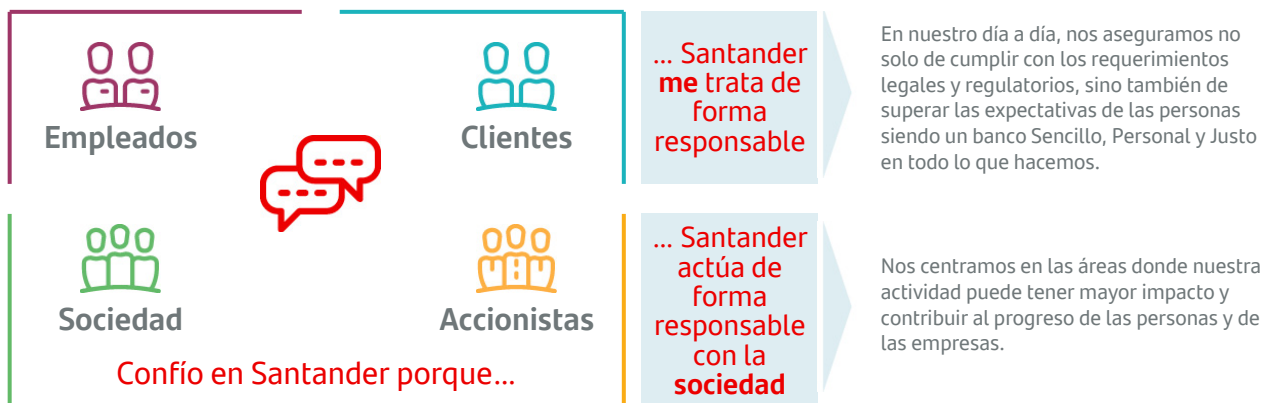 Empleados
Clientes
Sociedad
Accionistas
Confío en Santander porque...
... Santander
me trata de
forma
responsable
En nuestro día a día, nos aseguramos no
solo de cumplir con los requerimientos
legales y regulatorios, sino también de
superar las expectativas de las personas
siendo un banco Sencillo, Personal y Justo
en todo lo que hacemos.
... Santander
actúa de
forma
responsable
con la
sociedad
Nos centramos en las áreas donde nuestra
actividad puede tener mayor impacto y
contribuir al progreso de las personas y de
las empresas.